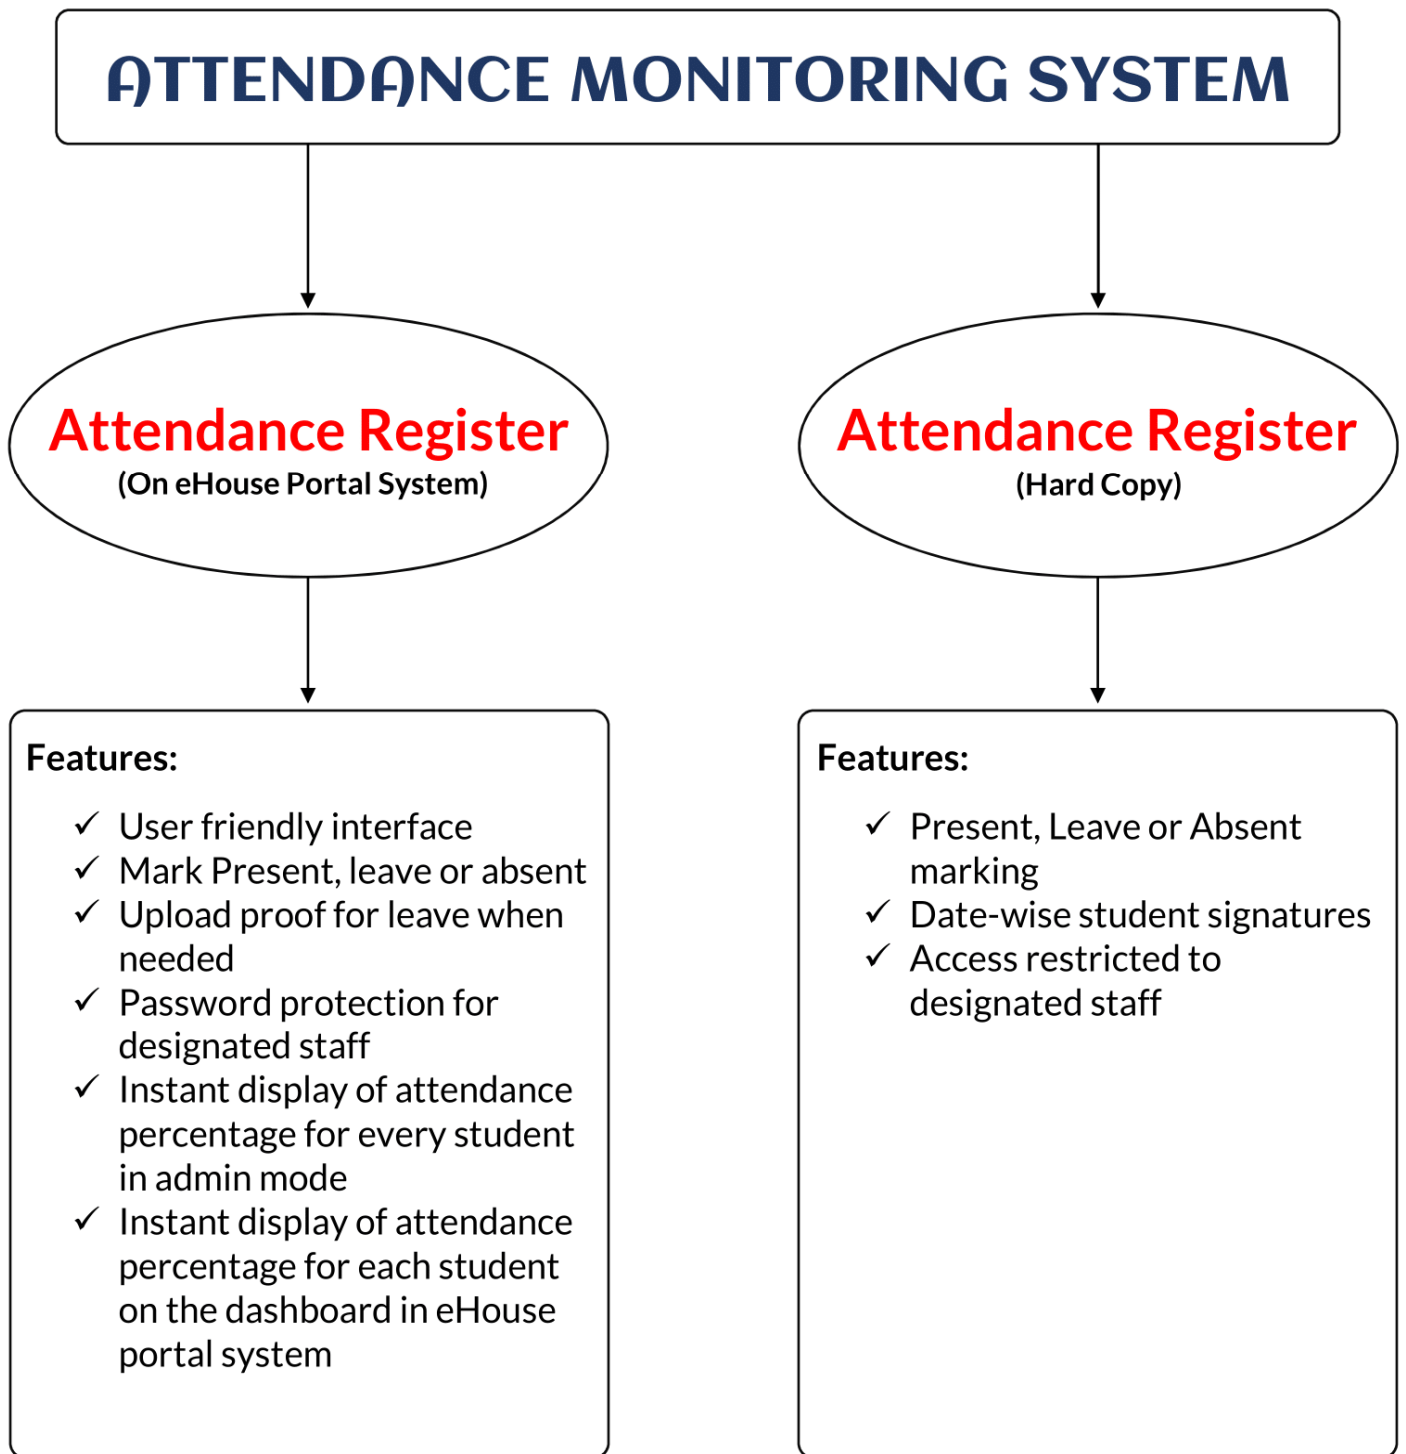 ATTENDANCE MONITORING SYSTEM
Attendance Register
(On eHouse Portal System)
Attendance Register
(Hard Copy)
Features:
✓ User friendly interface
✓ Mark Present, leave or absent
✓ Upload proof for leave when
needed
✓ Password protection for
designated staff
✓ Instant display of attendance
percentage for every student
in admin mode
✓ Instant display of attendance
percentage for each student
on the dashboard in eHouse
portal system
Features:
✓ Present, Leave or Absent
marking
✓ Date-wise student signatures
✓ Access restricted to
designated staff